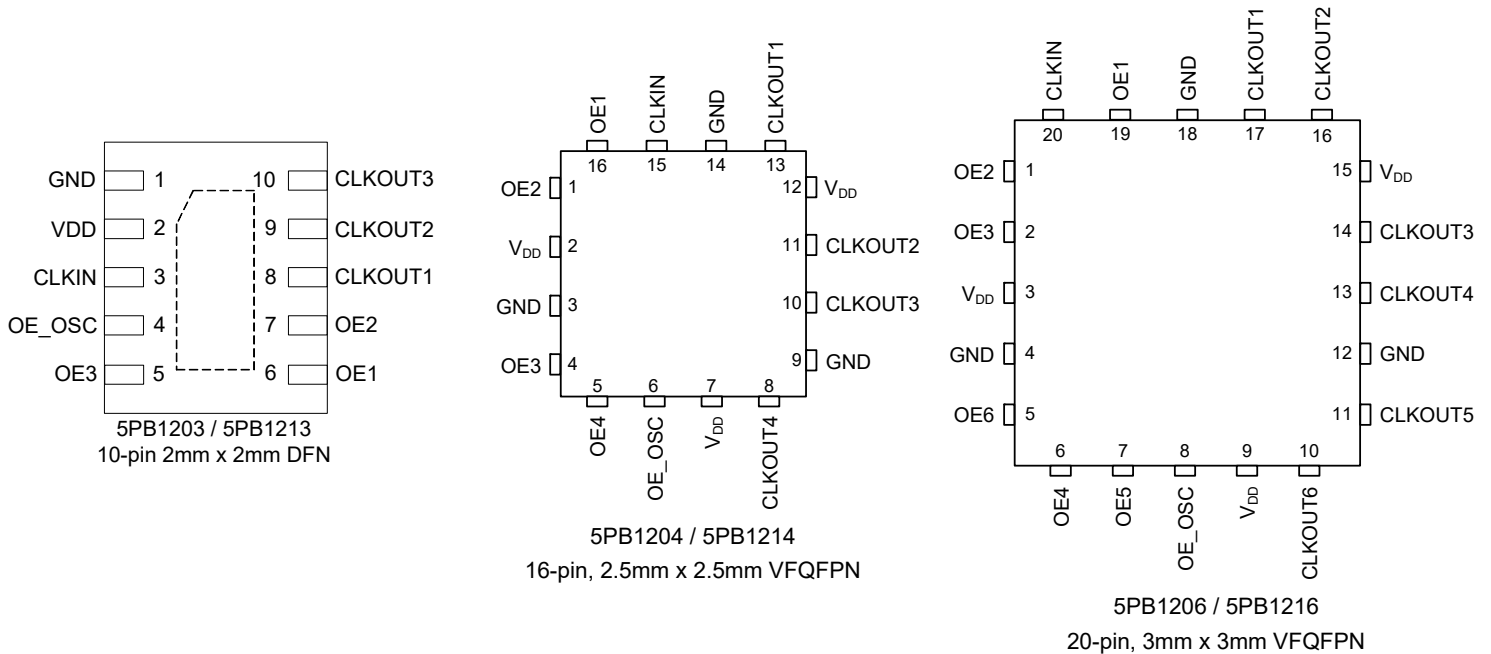 GND 1 10 CLKOUT3
VDD 2 9 CLKOUT2
CLKIN 3 8 CLKOUT1
OE_OSC 4 7 OE2
OE3 5 6 OE1
5PB1203 / 5PB1213
10-pin 2mm x 2mm DFN
OE1
CLKIN
GND
CLKOUT1
16 15 14 13
OE2 1 12 VDD
VDD 2 11 CLKOUT2
GND 3 10 CLKOUT3
OE3 4 9 GND
5 6 7 8
OE4
OE_OSC
VDD
CLKOUT4
5PB1204 / 5PB1214
16-pin, 2.5mm x 2.5mm VFQFPN
CLKIN
OE1
GND
CLKOUT1
CLKOUT2
20 19 18 17 16
OE2 1 15 VDD
OE3 2 14 CLKOUT3
VDD 3 13 CLKOUT4
GND 4 12 GND
OE6 5 11 CLKOUT5
6 7 8 9 10
OE4
OE5
OE_OSC
VDD
CLKOUT6
5PB1206 / 5PB1216
20-pin, 3mm x 3mm VFQFPN